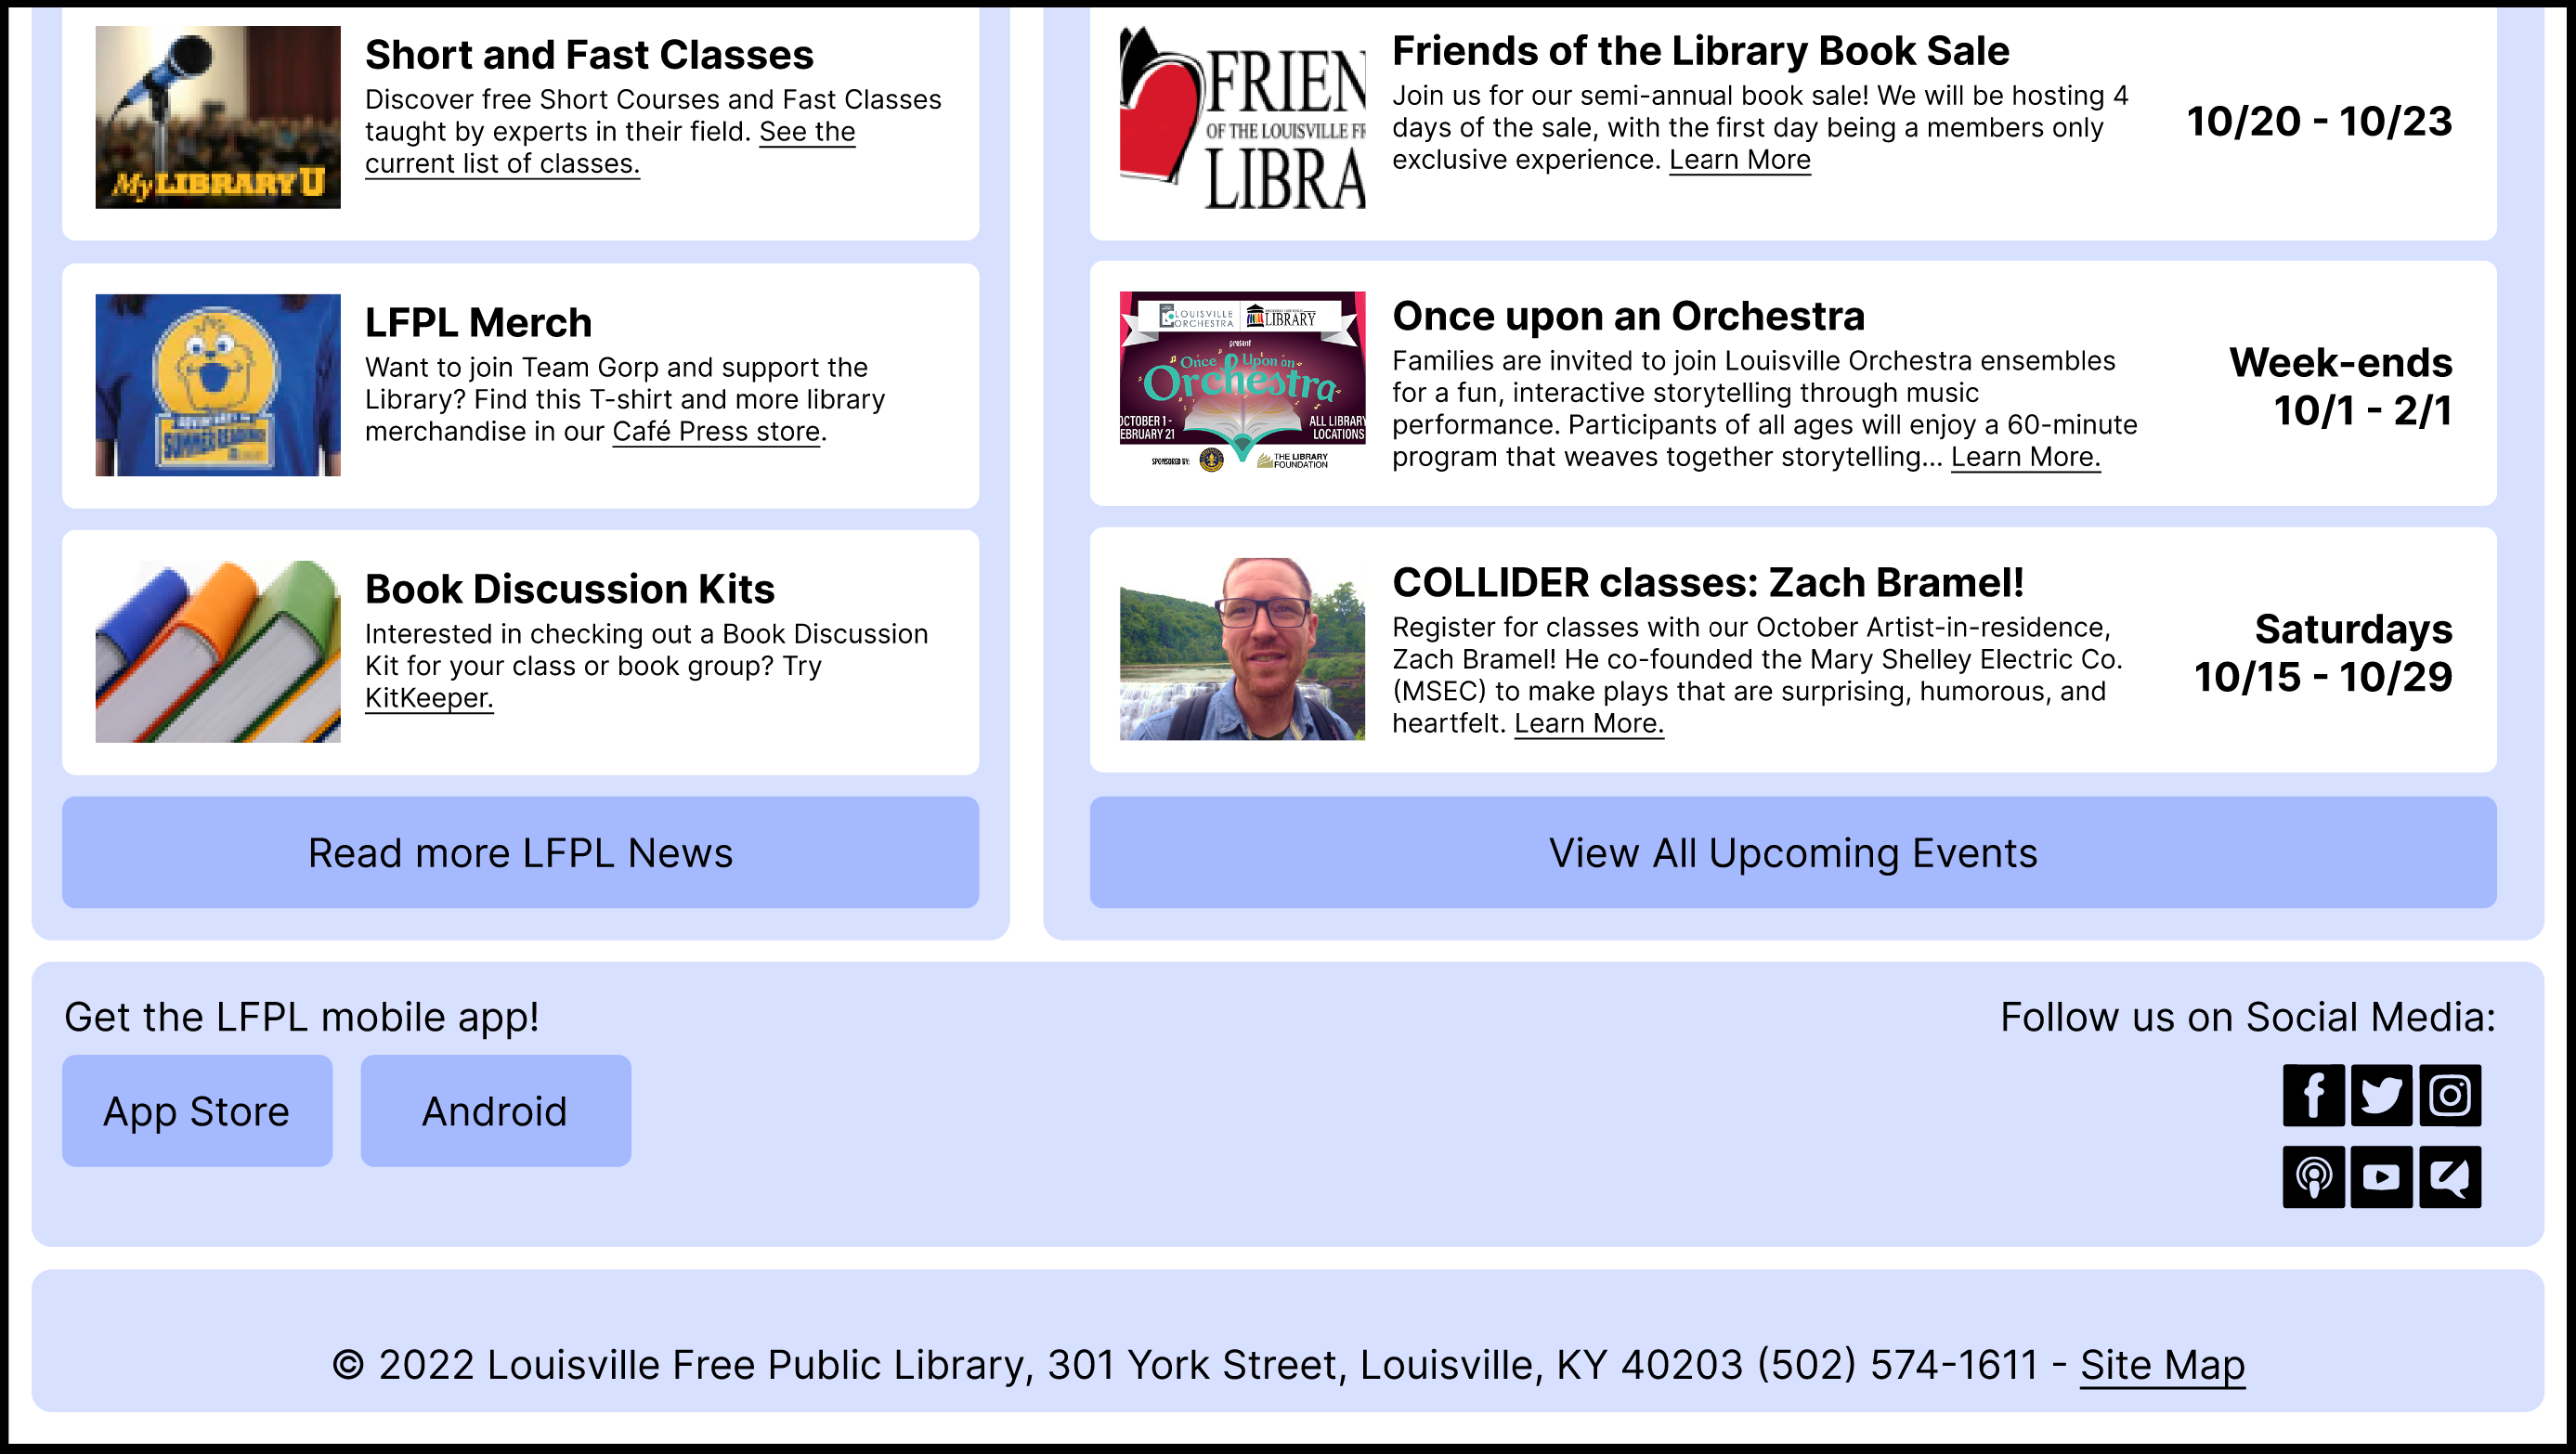 My LIBRARY U
Short and Fast Classes
Discover free Short Courses and Fast Classes
taught by experts in their field. See the
current list of classes.
LFPL Merch
Want to join Team Gorp and support the
Library? Find this T-shirt and more library
merchandise in our Café Press store.
Book Discussion Kits
Interested in checking out a Book Discussion
Kit for your class or book group? Try
KitKeeper.
Read more LFPL News
FRIEN
OF THE LOUISVILLE FR
LIBRA
Friends of the Library Book Sale
Join us for our semi-annual book sale! We will be hosting 4
days of the sale, with the first day being a members only
exclusive experience. Learn More
10/20 - 10/23
LOUISVILLE
ORCHESTRA
LIBRARY
present
Once Upon an
Orchestra
OCTOBER 1 -
EBRUARY 21
ALL LIBRARY
LOCATIONS
SPONSORED BY:
THE LIBRARY
FOUNDATION
Once upon an Orchestra
Families are invited to join Louisville Orchestra ensembles
for a fun, interactive storytelling through music
performance. Participants of all ages will enjoy a 60-minute
program that weaves together storytelling... Learn More.
Week-ends
10/1 - 2/1
COLLIDER classes: Zach Bramel!
Register for classes with our October Artist-in-residence,
Zach Bramel! He co-founded the Mary Shelley Electric Co.
(MSEC) to make plays that are surprising, humorous, and
heartfelt. Learn More.
Saturdays
10/15 - 10/29
View All Upcoming Events
Get the LFPL mobile app!
App Store
Android
Follow us on Social Media:
© 2022 Louisville Free Public Library, 301 York Street, Louisville, KY 40203 (502) 574-1611 - Site Map